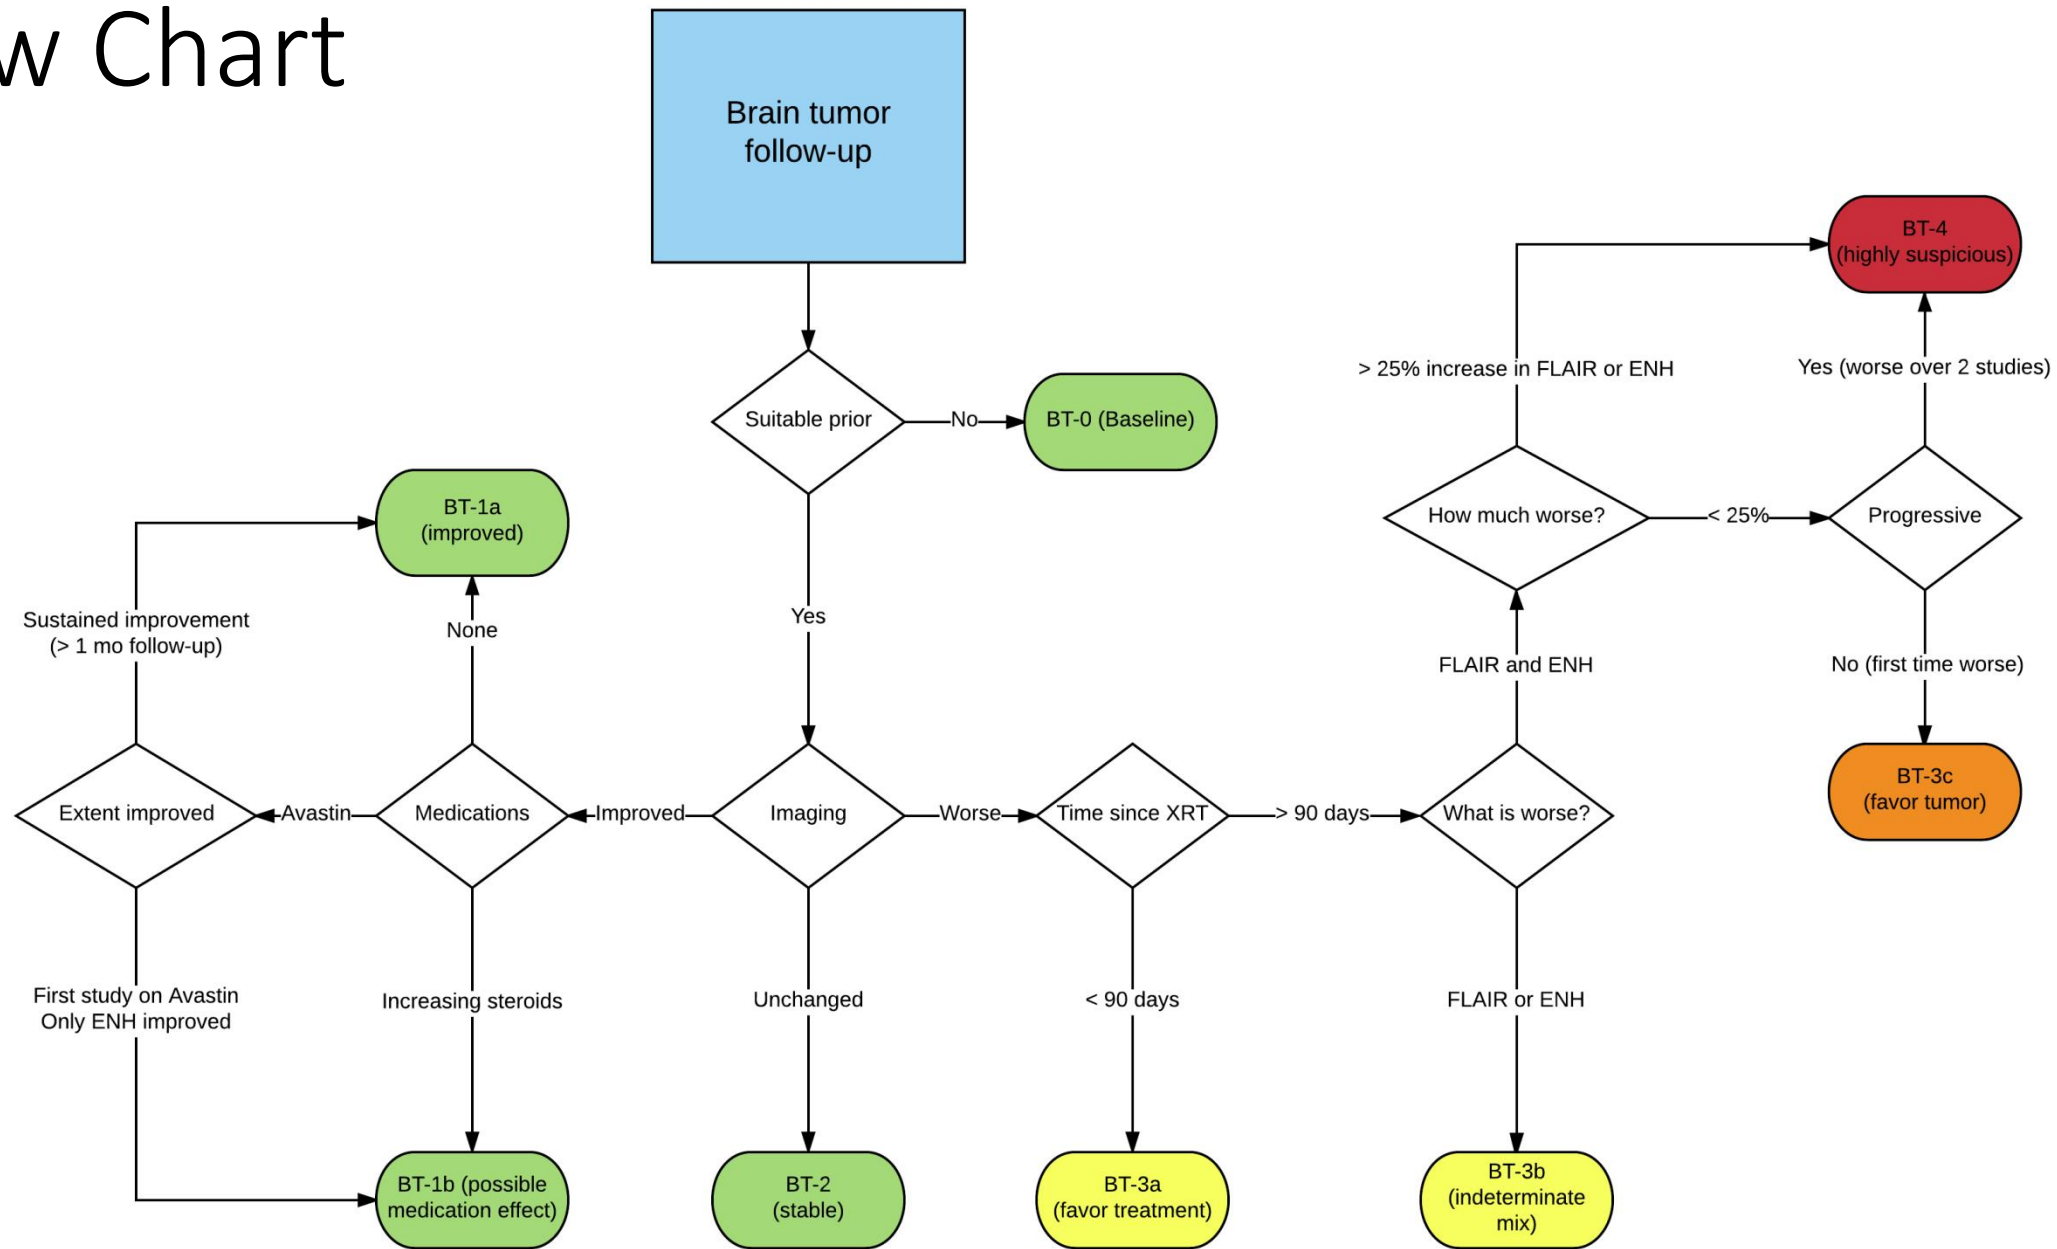 w Chart
Brain tumor
follow-up
BT-4
(highly suspicious)
> 25% increase in FLAIR or ENH
Yes (worse over 2 studies)
Suitable prior
No
BT-0 (Baseline)
BT-1a
(improved)
How much worse?
< 25%
Progressive
Sustained improvement
(> 1 mo follow-up)
None
Yes
FLAIR and ENH
No (first time worse)
Extent improved
Avastin
Medications
Improved
Imaging
Worse
Time since XRT
> 90 days
What is worse?
BT-3c
(favor tumor)
First study on Avastin
Only ENH improved
Increasing steroids
Unchanged
< 90 days
FLAIR or ENH
BT-1b (possible
medication effect)
BT-2
(stable)
BT-3a
(favor treatment)
BT-3b
(indeterminate
mix)